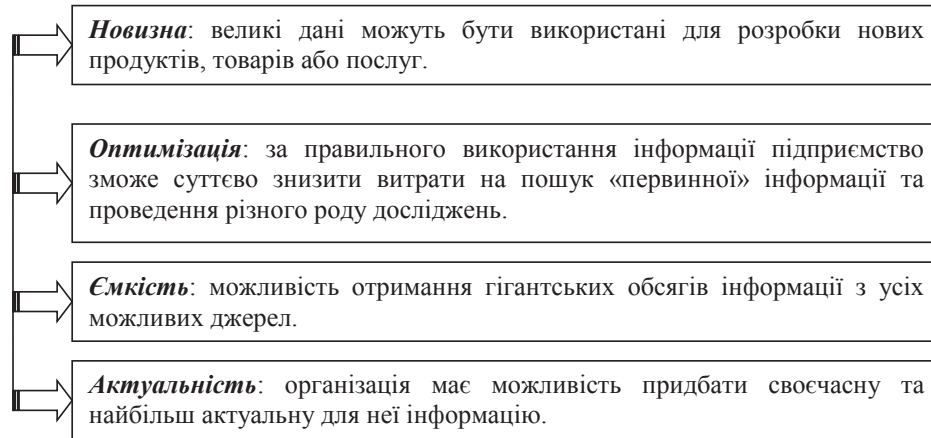 Новизна: великі дані можуть бути використані для розробки нових
продуктів, товарів або послуг.
Оптимізація: за правильного використання інформації підприємство
зможе суттєво знизити витрати на пошук «первинної» інформації та
проведення різного роду досліджень.
Ємкість: можливість отримання гігантських обсягів інформації з усіх
можливих джерел.
Актуальність: організація має можливість придбати своєчасну та
найбільш актуальну для неї інформацію.